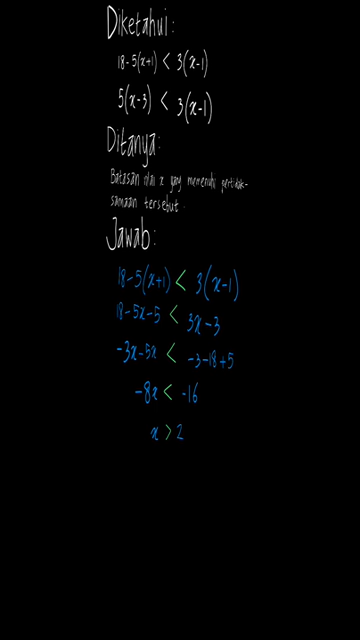 Diketahui:
18-5(x+1) < 3(x-1)
5(x-3) < 3(x-1)
Ditanya:
Batasan nilai x yang memenuhi pertidak-
samaan tersebut.
Jawab:
18-5(x+1) < 3(x-1)
18-5x-5 < 3x-3
-3x-5x < -3-18+5
-8x < -16
x > 2